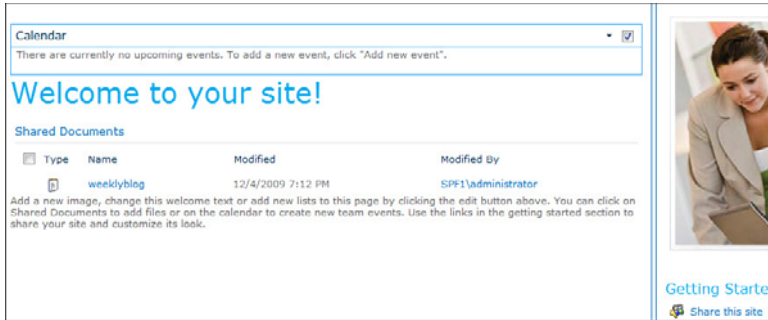 Calendar
There are currently no upcoming events. To add a new event, click "Add new event".
Welcome to your site!
Shared Documents
Type Name Modified Modified By
weeklyblog 12/4/2009 7:12 PM SPF1\administrator
Add a new image, change this welcome text or add new lists to this page by clicking the edit button above. You can click on
Shared Documents to add files or on the calendar to create new team events. Use the links in the getting started section to
share your site and customize its look.
Getting Starte
Share this site